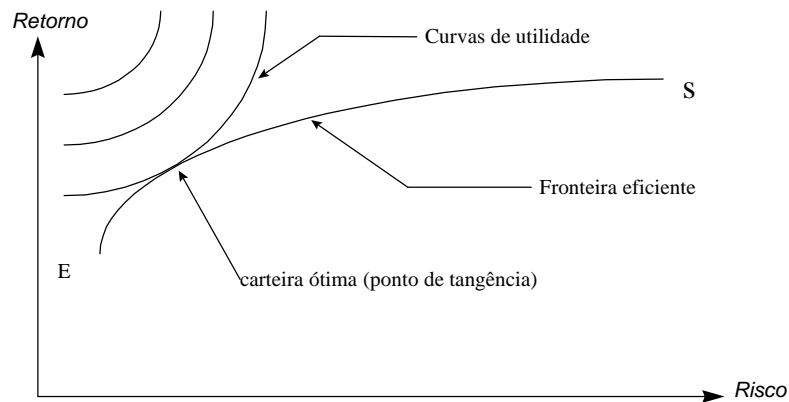 Retorno
Curvas de utilidade
S
Fronteira eficiente
E
carteira ótima (ponto de tangência)
Risco